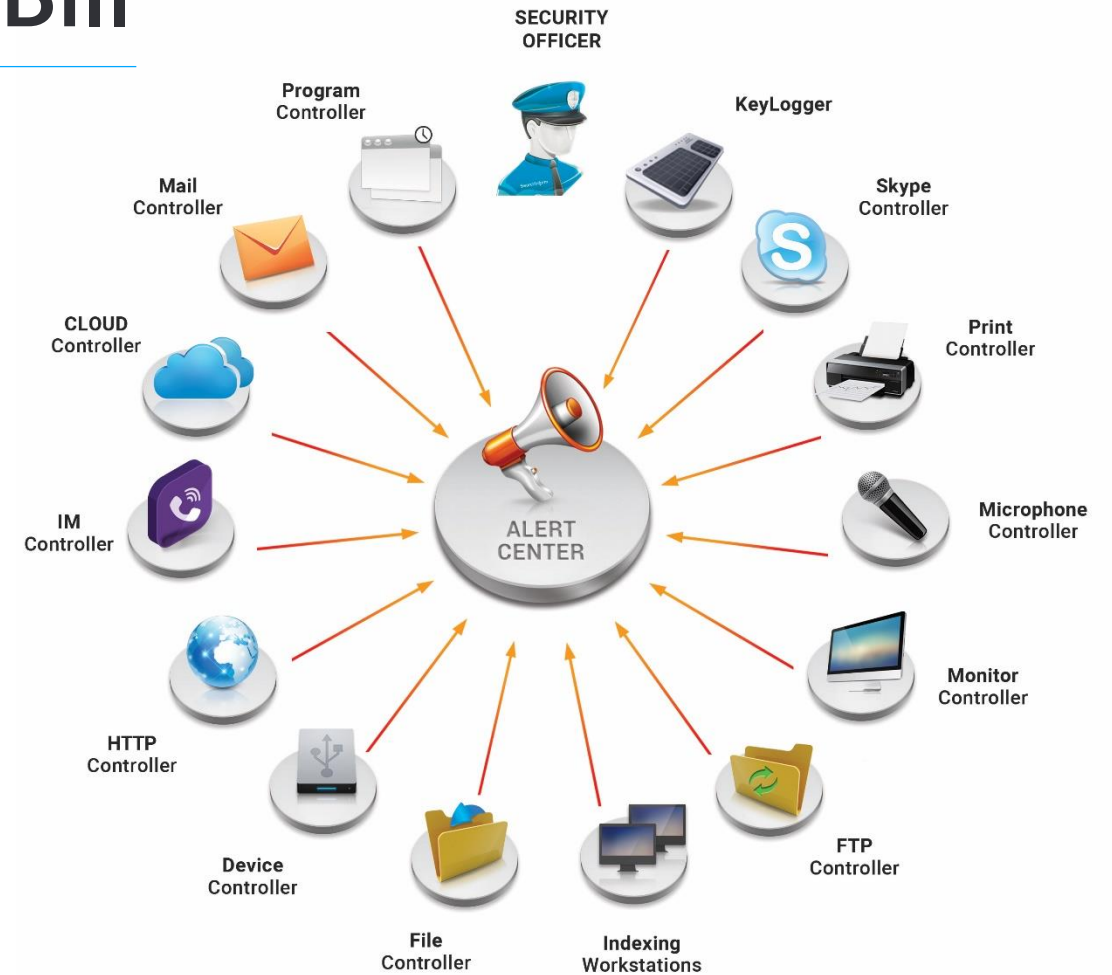 Bill
SECURITY
OFFICER
Program
Controller
KeyLogger
Mail
Controller
Skype
Controller
CLOUD
Controller
Print
Controller
IM
Controller
ALERT
CENTER
Microphone
Controller
HTTP
Controller
Monitor
Controller
Device
Controller
FTP
Controller
File
Controller
Indexing
Workstations